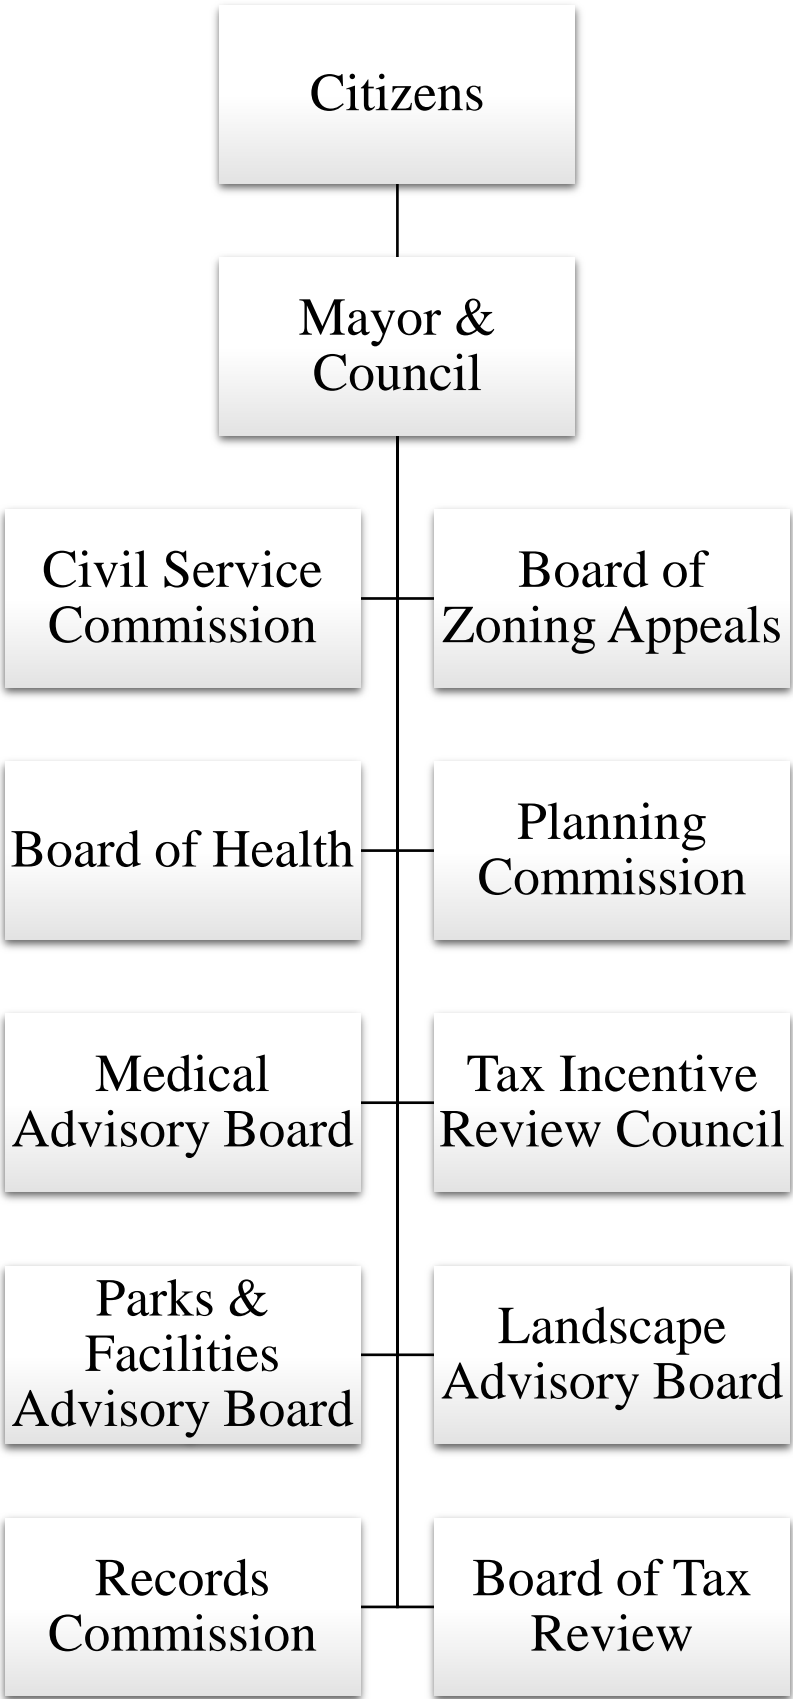 Citizens
Mayor &
Council
Civil Service
Commission
Board of
Zoning Appeals
Board of Health
Planning
Commission
Medical
Advisory Board
Tax Incentive
Review Council
Parks &
Facilities
Advisory Board
Landscape
Advisory Board
Records
Commission
Board of Tax
Review